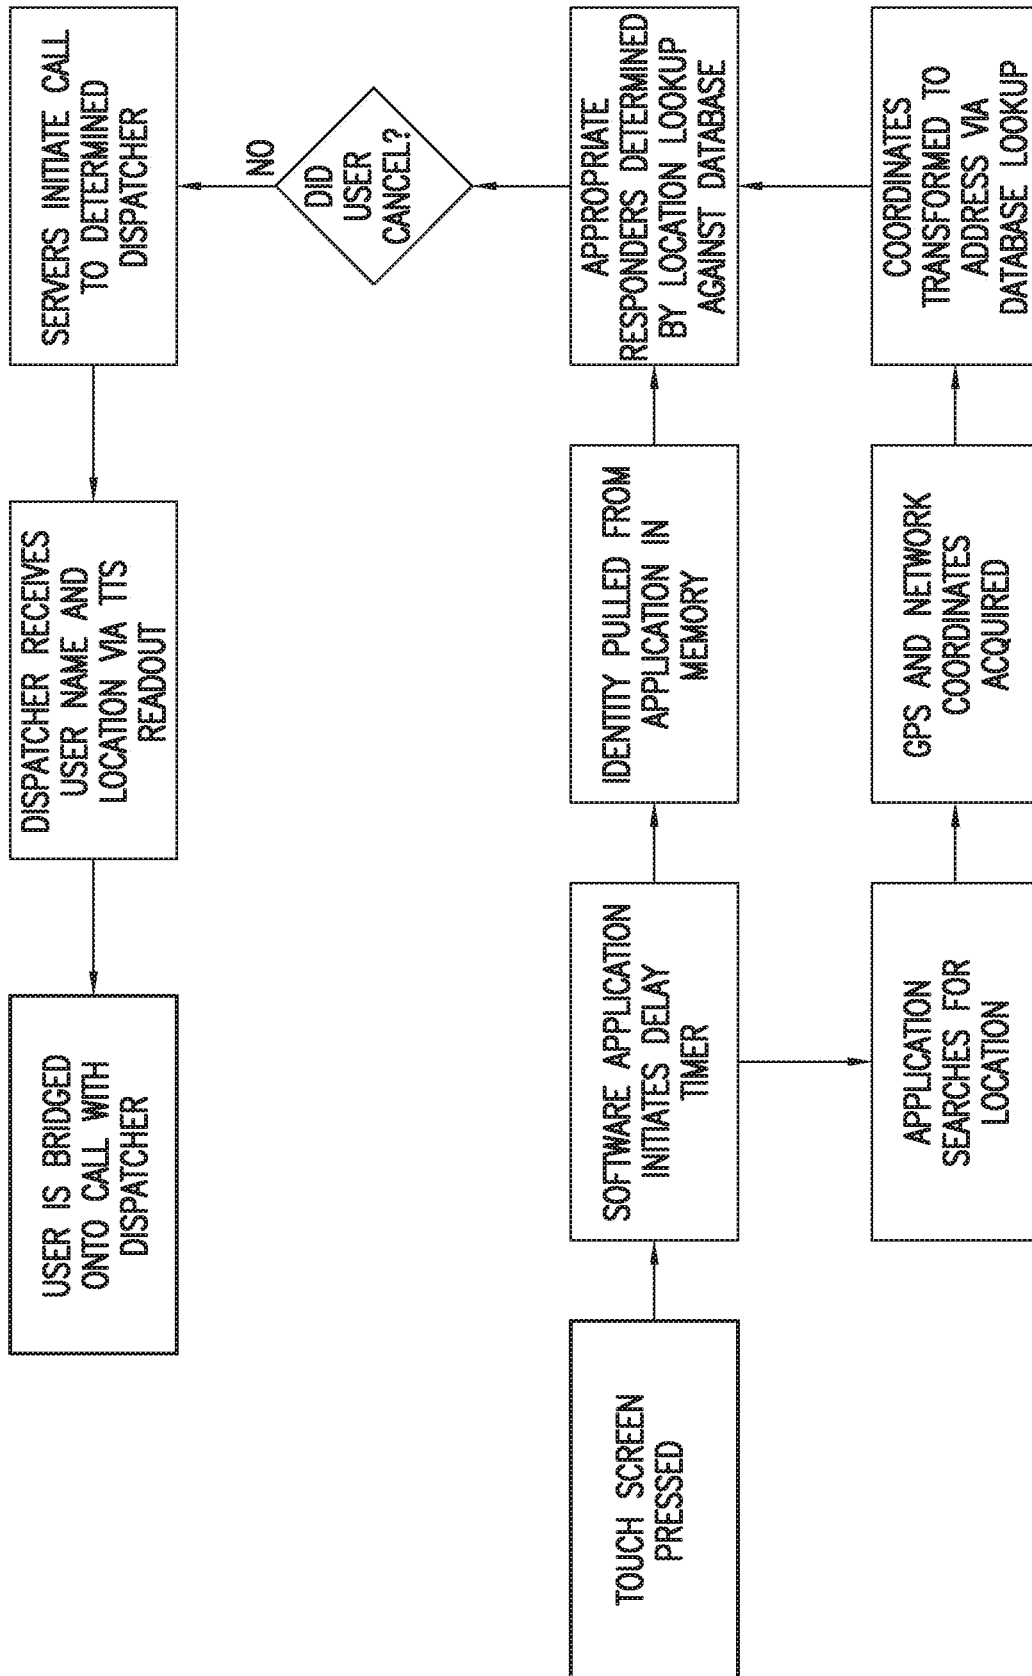 TOUCH SCREEN
PRESSED
SOFTWARE APPLICATION
INITIATES DELAY
TIMER
IDENTITY PULLED FROM
APPLICATION IN
MEMORY
APPLICATION
SEARCHES FOR
LOCATION
GPS AND NETWORK
COORDINATES
ACQUIRED
COORDINATES
TRANSFORMED TO
ADDRESS VIA
DATABASE LOOKUP
APPROPRIATE
RESPONDERS DETERMINED
BY LOCATION LOOKUP
AGAINST DATABASE
DID
USER
CANCEL?
NO
SERVERS INITIATE CALL
TO DETERMINED
DISPATCHER
DISPATCHER RECEIVES
USER NAME AND
LOCATION VIA TTS
READOUT
USER IS BRIDGED
ONTO CALL WITH
DISPATCHER